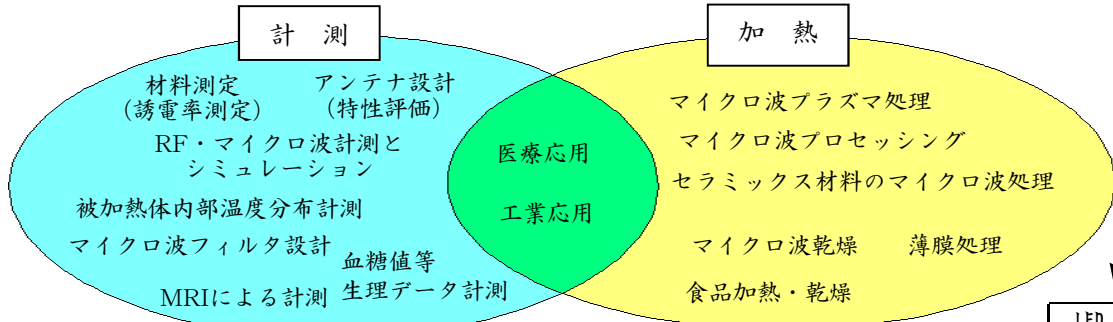 計 測
加 熱
材料測定
(誘電率測定)
アンテナ設計
(特性評価)
RF・マイクロ波計測と
シミュレーション
被加熱体内部温度分布計測
マイクロ波フィルタ設計
血糖値等
生理データ計測
MRIによる計測
医療応用
工業応用
マイクロ波プラズマ処理
マイクロ波プロセッシング
セラミックス材料のマイクロ波処理
マイクロ波乾燥 薄膜処理
食品加熱・乾燥